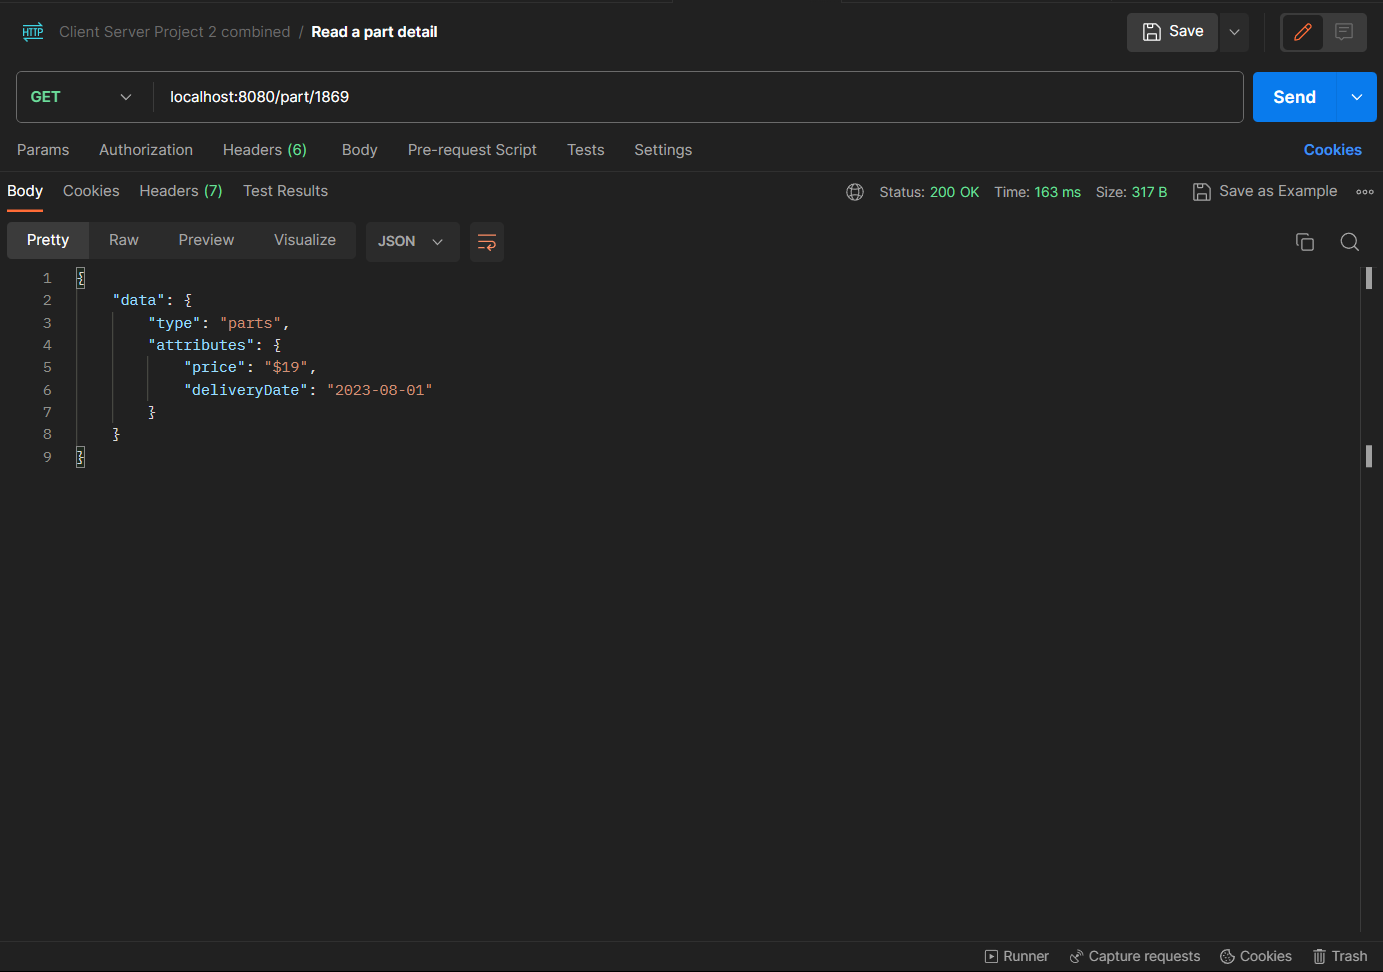 HTTP Client Server Project 2 combined / Read a part detail Save
GET localhost:8080/part/1869 Send
Params Authorization Headers (6) Body Pre-request Script Tests Settings Cookies
Body Cookies Headers (7) Test Results Status: 200 OK Time: 163 ms Size: 317 B Save as Example
Pretty Raw Preview Visualize JSON
1 {
2 "data": {
3 "type": "parts",
4 "attributes": {
5 "price": "$19",
6 "deliveryDate": "2023-08-01"
7 }
8 }
9 }
Runner Capture requests Cookies Trash